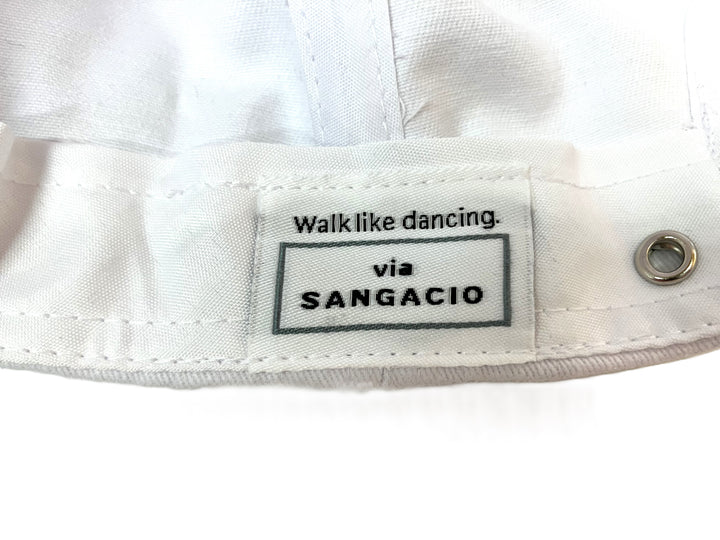 Walk like dancing.
via
SANGACIO